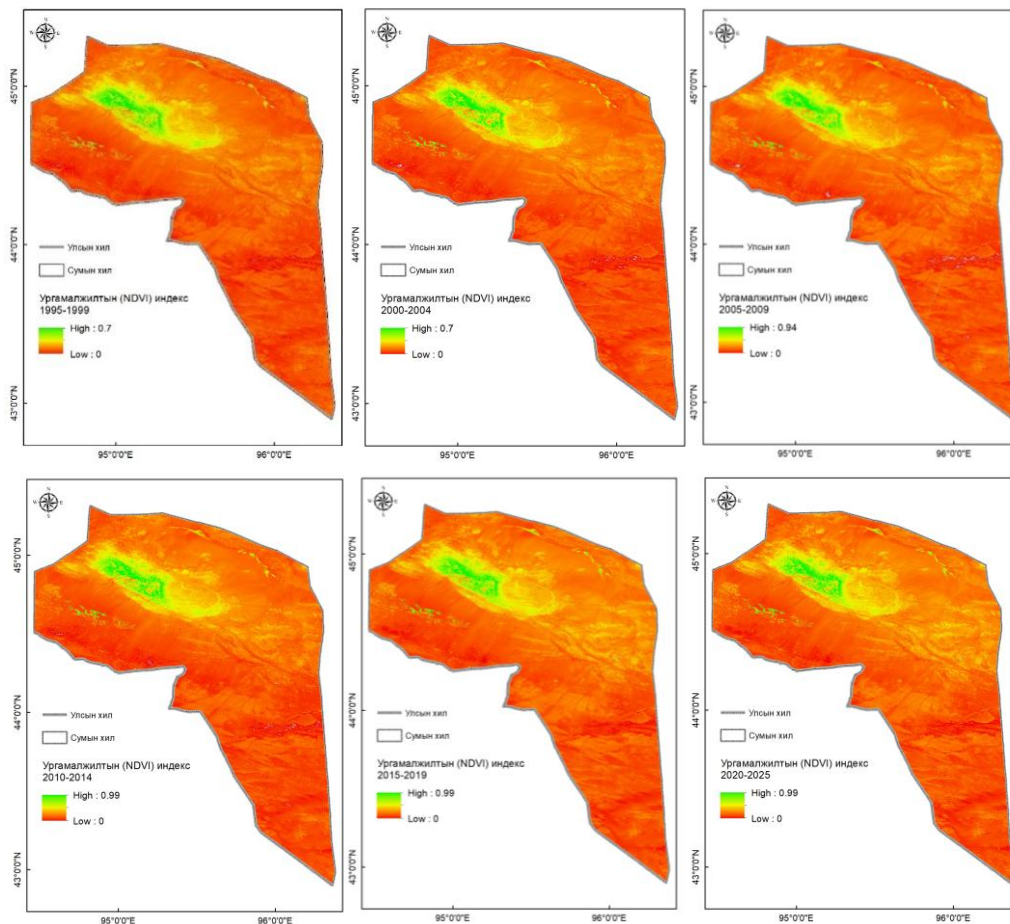 N
W E
S
45°0'0"N
44°0'0"N
43°0'0"N
Улсын хил
Сумын хил
Ургамалжилтын (NDVI) индекс
1995-1999
High : 0.7
Low : 0
95°0'0"E
96°0'0"E
N
W E
S
45°0'0"N
44°0'0"N
43°0'0"N
Улсын хил
Сумын хил
Ургамалжилтын (NDVI) индекс
2000-2004
High : 0.7
Low : 0
95°0'0"E
96°0'0"E
N
W E
S
45°0'0"N
44°0'0"N
43°0'0"N
Улсын хил
Сумын хил
Ургамалжилтын (NDVI) индекс
2005-2009
High : 0.94
Low : 0
95°0'0"E
96°0'0"E
N
W E
S
45°0'0"N
44°0'0"N
43°0'0"N
Улсын хил
Сумын хил
Ургамалжилтын (NDVI) индекс
2010-2014
High : 0.99
Low : 0
95°0'0"E
96°0'0"E
N
W E
S
45°0'0"N
44°0'0"N
43°0'0"N
Улсын хил
Сумын хил
Ургамалжилтын (NDVI) индекс
2015-2019
High : 0.99
Low : 0
95°0'0"E
96°0'0"E
N
W E
S
45°0'0"N
44°0'0"N
43°0'0"N
Улсын хил
Сумын хил
Ургамалжилтын (NDVI) индекс
2020-2025
High : 0.99
Low : 0
95°0'0"E
96°0'0"E